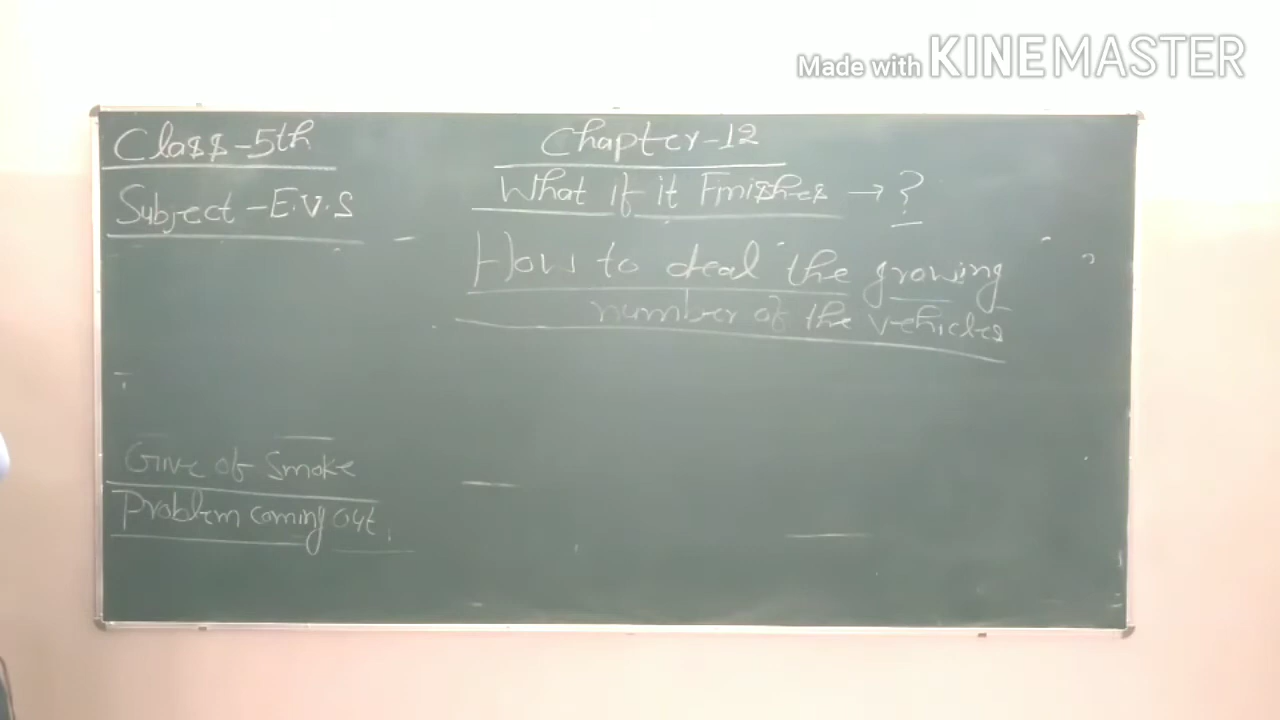 Made with KINEMASTER
Class-5th
Chapter-12
Subject-E.V.S
What if it Finishes → ?
How to deal the growing
number of the vehicles
Give of smoke
Problem coming out.